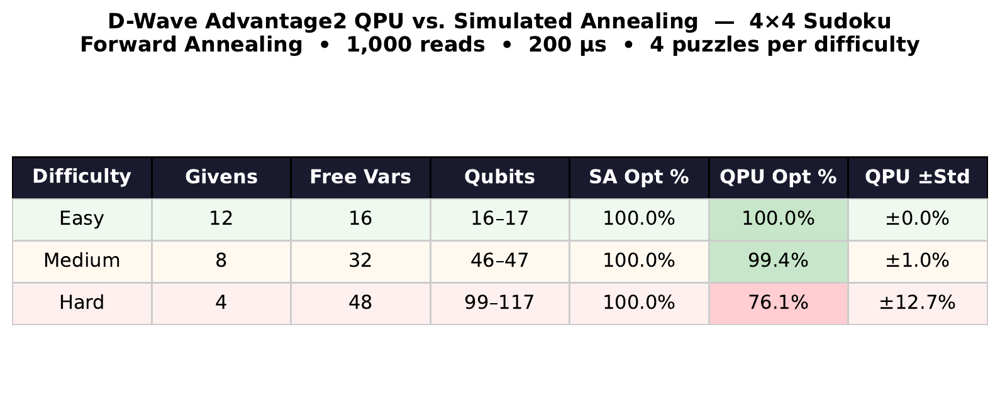 D-Wave Advantage2 QPU vs. Simulated Annealing — 4×4 Sudoku
Forward Annealing • 1,000 reads • 200 µs • 4 puzzles per difficulty
Difficulty Givens Free Vars Qubits SA Opt % QPU Opt % QPU ±Std
Easy 12 16 16–17 100.0% 100.0% ±0.0%
Medium 8 32 46–47 100.0% 99.4% ±1.0%
Hard 4 48 99–117 100.0% 76.1% ±12.7%